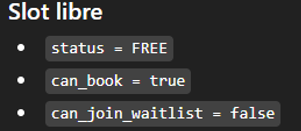 Slot libre
status = FREE
can_book = true
can_join_waitlist = false